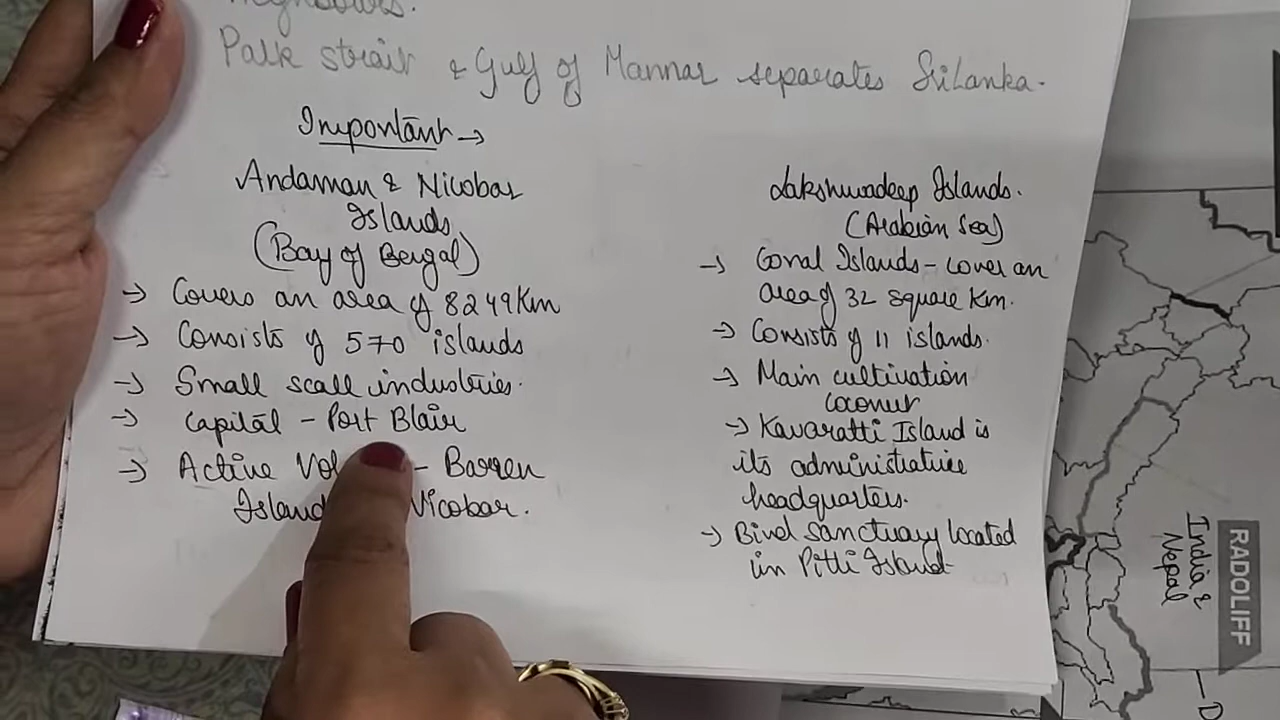 Palk strait & Gulf of Mannar separates SriLanka.
Important →
Andaman & Nicobar
Islands
(Bay of Bengal)
→ Covers an area of 8249Km
→ Consists of 570 islands
→ Small scall industries.
→ Capital - Port Blair
→ Active - Barren
Island Nicobar.
Lakshwadeep Islands.
(Arabian Sea)
→ Coral Islands - cover an
area of 32 square Km.
→ Consists of 11 islands.
→ Main cultivation
coconut
→ Kavaratti Island is
its administrative
headquarters.
→ Bird sanctuary located
in Pitti Island
India &
Nepal
RADOLIFF